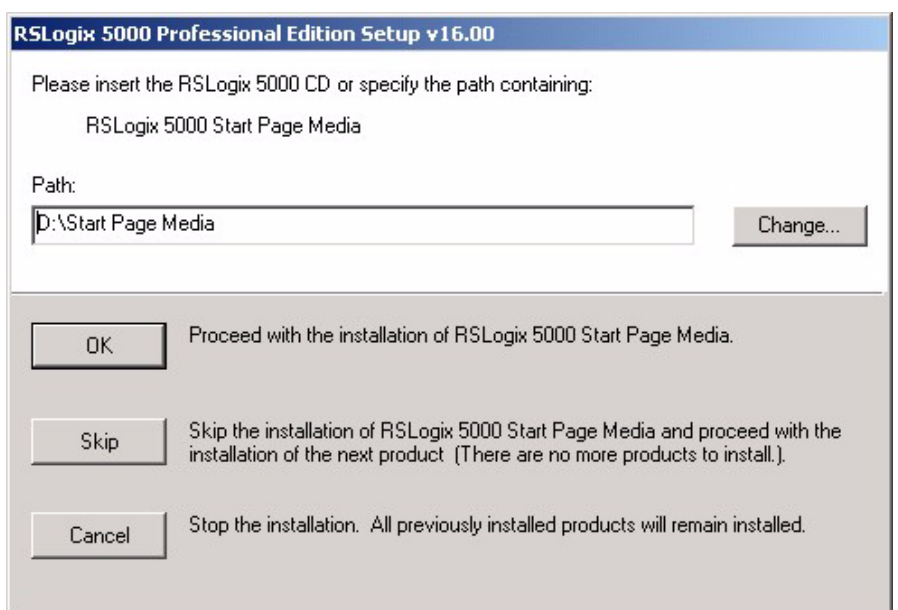 RSLogix 5000 Professional Edition Setup v16.00
Please insert the RSLogix 5000 CD or specify the path containing:
RSLogix 5000 Start Page Media
Path:
D:\Start Page Media
Change...
OK
Proceed with the installation of RSLogix 5000 Start Page Media.
Skip
Skip the installation of RSLogix 5000 Start Page Media and proceed with the
installation of the next product  (There are no more products to install.).
Cancel
Stop the installation.  All previously installed products will remain installed.